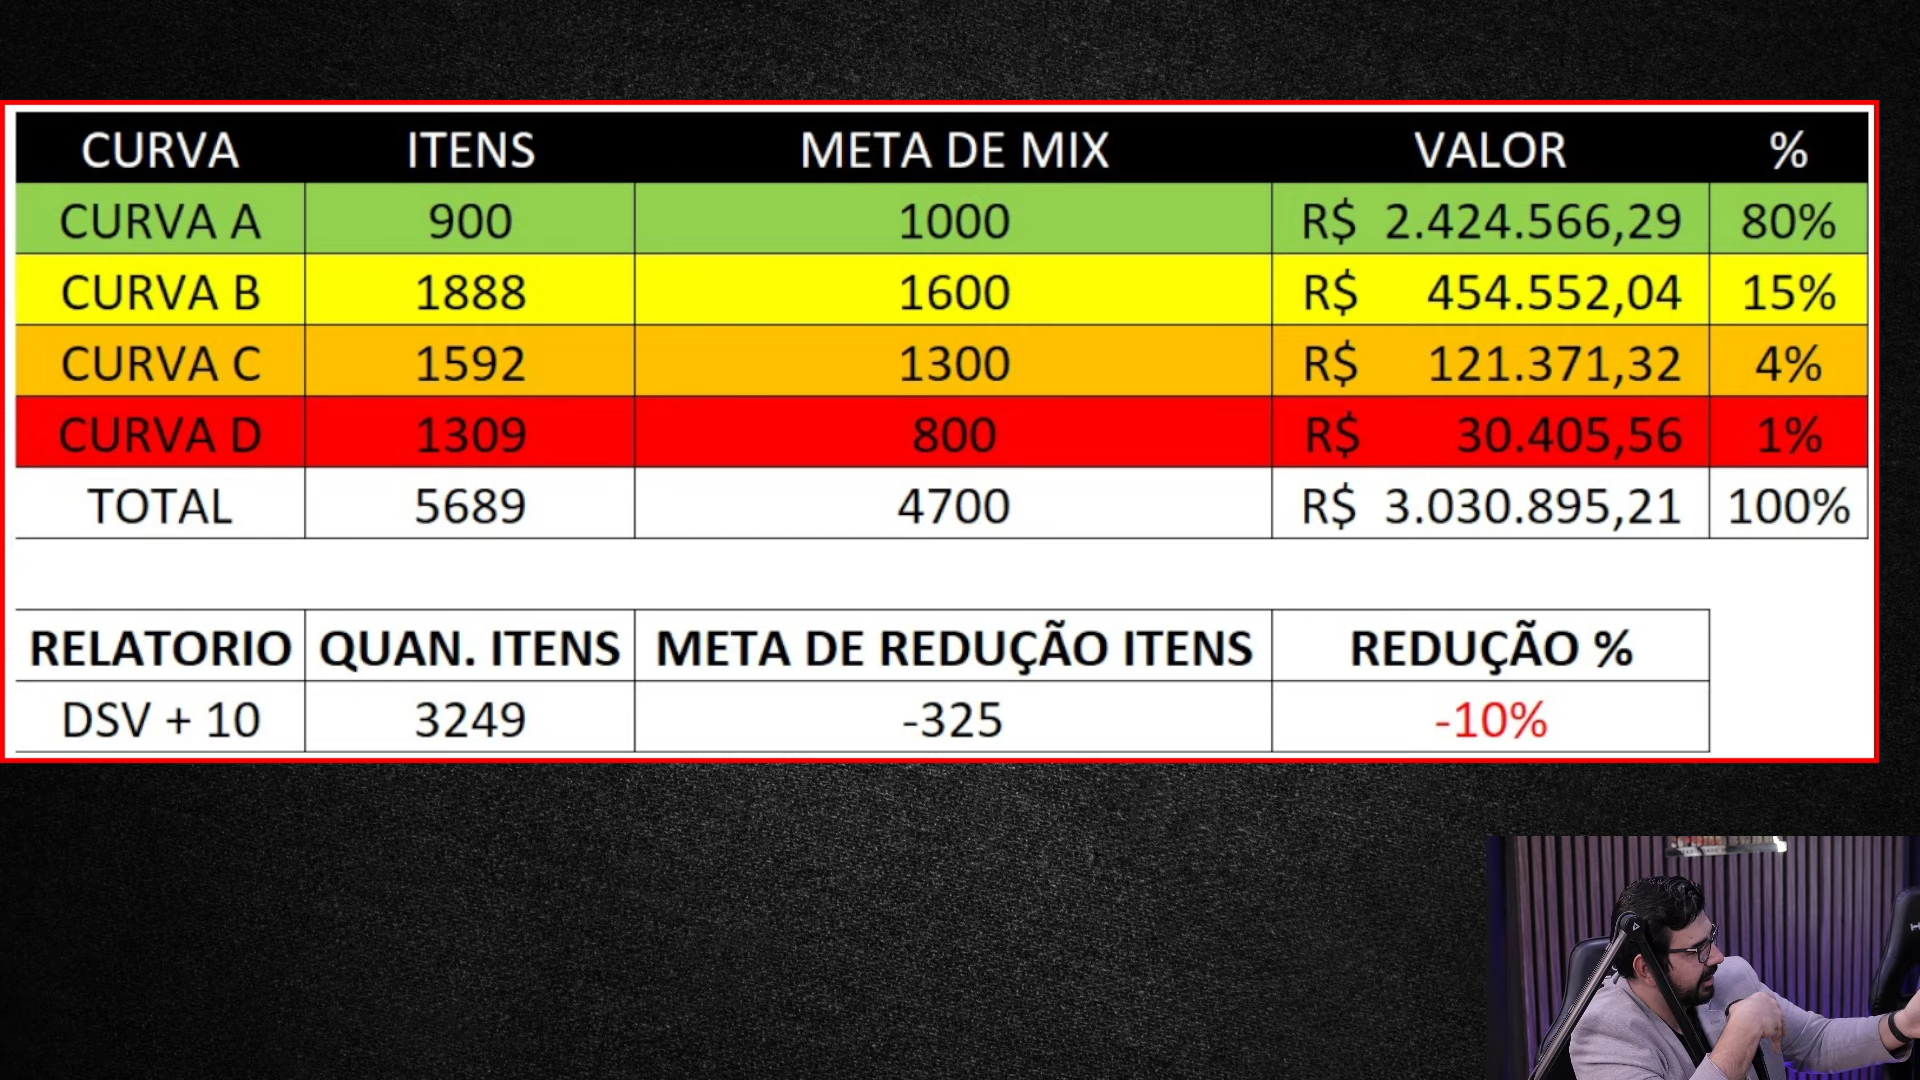 CURVA ITENS META DE MIX VALOR %
CURVA A 900 1000 R$ 2.424.566,29 80%
CURVA B 1888 1600 R$ 454.552,04 15%
CURVA C 1592 1300 R$ 121.371,32 4%
CURVA D 1309 800 R$ 30.405,56 1%
TOTAL 5689 4700 R$ 3.030.895,21 100%
RELATORIO QUAN. ITENS META DE REDUÇÃO ITENS REDUÇÃO %
DSV + 10 3249 -325 -10%